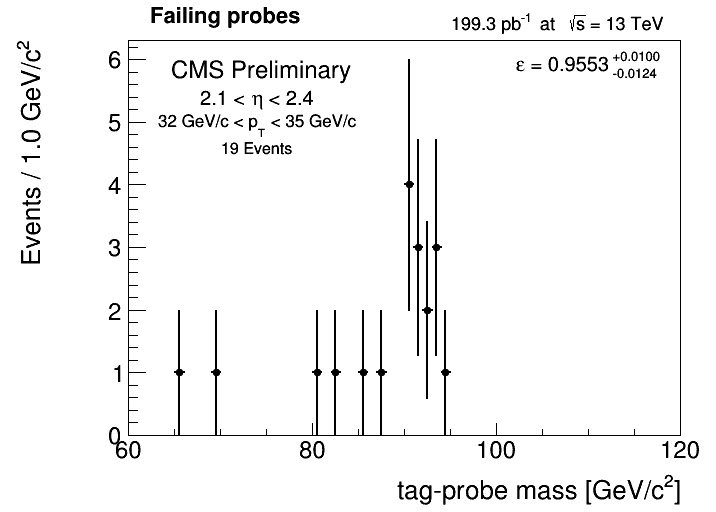 Failing probes
199.3 pb⁻¹ at √s = 13 TeV
CMS Preliminary
ε = 0.9553 +0.0100 -0.0124
2.1 < η < 2.4
32 GeV/c < p_T < 35 GeV/c
19 Events
Events / 1.0 GeV/c²
6
5
4
3
2
1
0
60 80 100 120
tag-probe mass [GeV/c²]